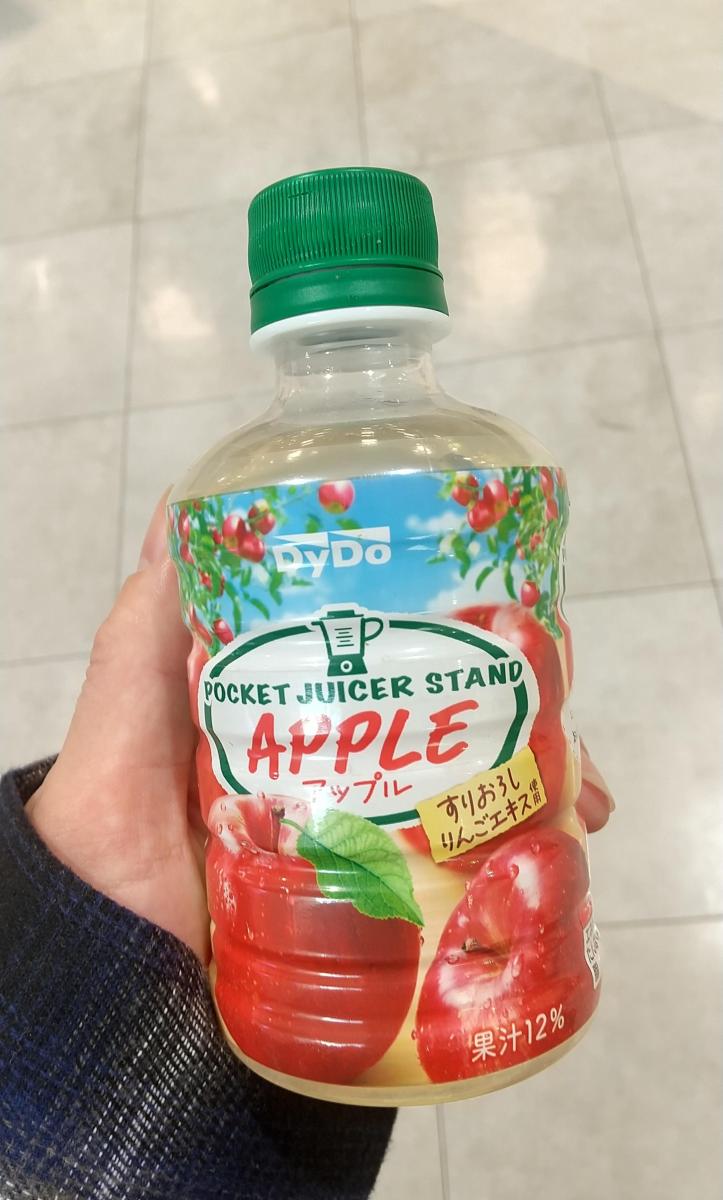 DyDo
POCKET JUICER STAND
APPLE
アップル
すりおろし
りんごエキス使用
果汁12%